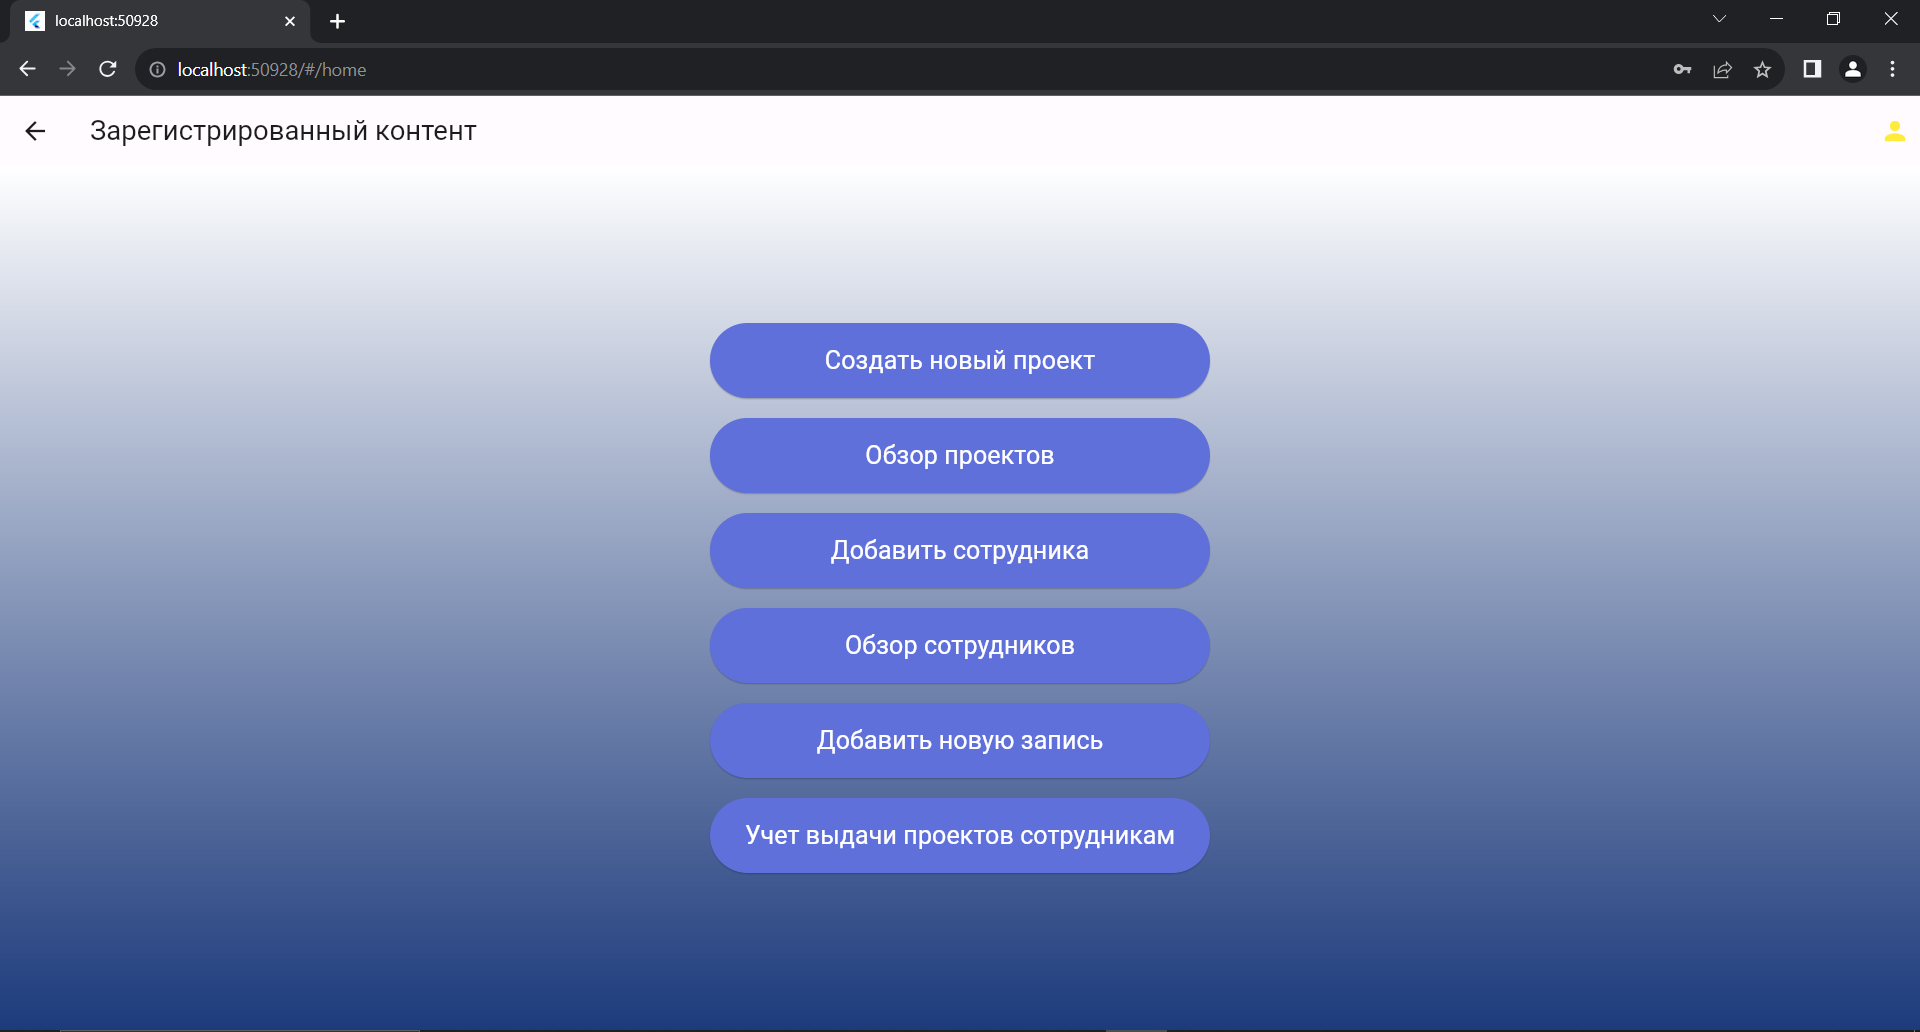 localhost:50928
localhost:50928/#/home
Зарегистрированный контент
Создать новый проект
Обзор проектов
Добавить сотрудника
Обзор сотрудников
Добавить новую запись
Учет выдачи проектов сотрудникам